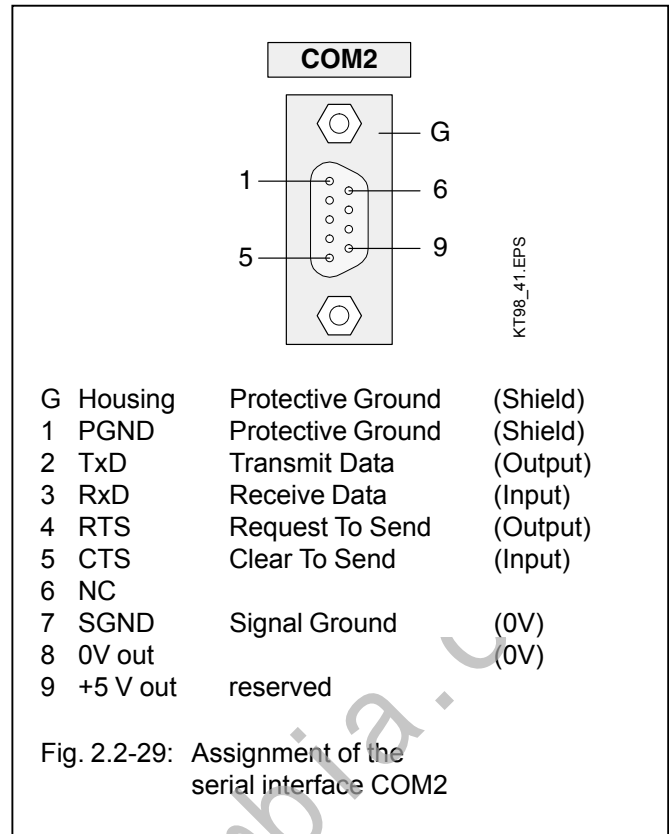 COM2
G
1
6
5
9
KT98_41.EPS
G Housing Protective Ground (Shield)
1 PGND Protective Ground (Shield)
2 TxD Transmit Data (Output)
3 RxD Receive Data (Input)
4 RTS Request To Send (Output)
5 CTS Clear To Send (Input)
6 NC
7 SGND Signal Ground (0V)
8 0V out (0V)
9 +5 V out reserved
Fig. 2.2-29: Assignment of the
serial interface COM2
mbia.c